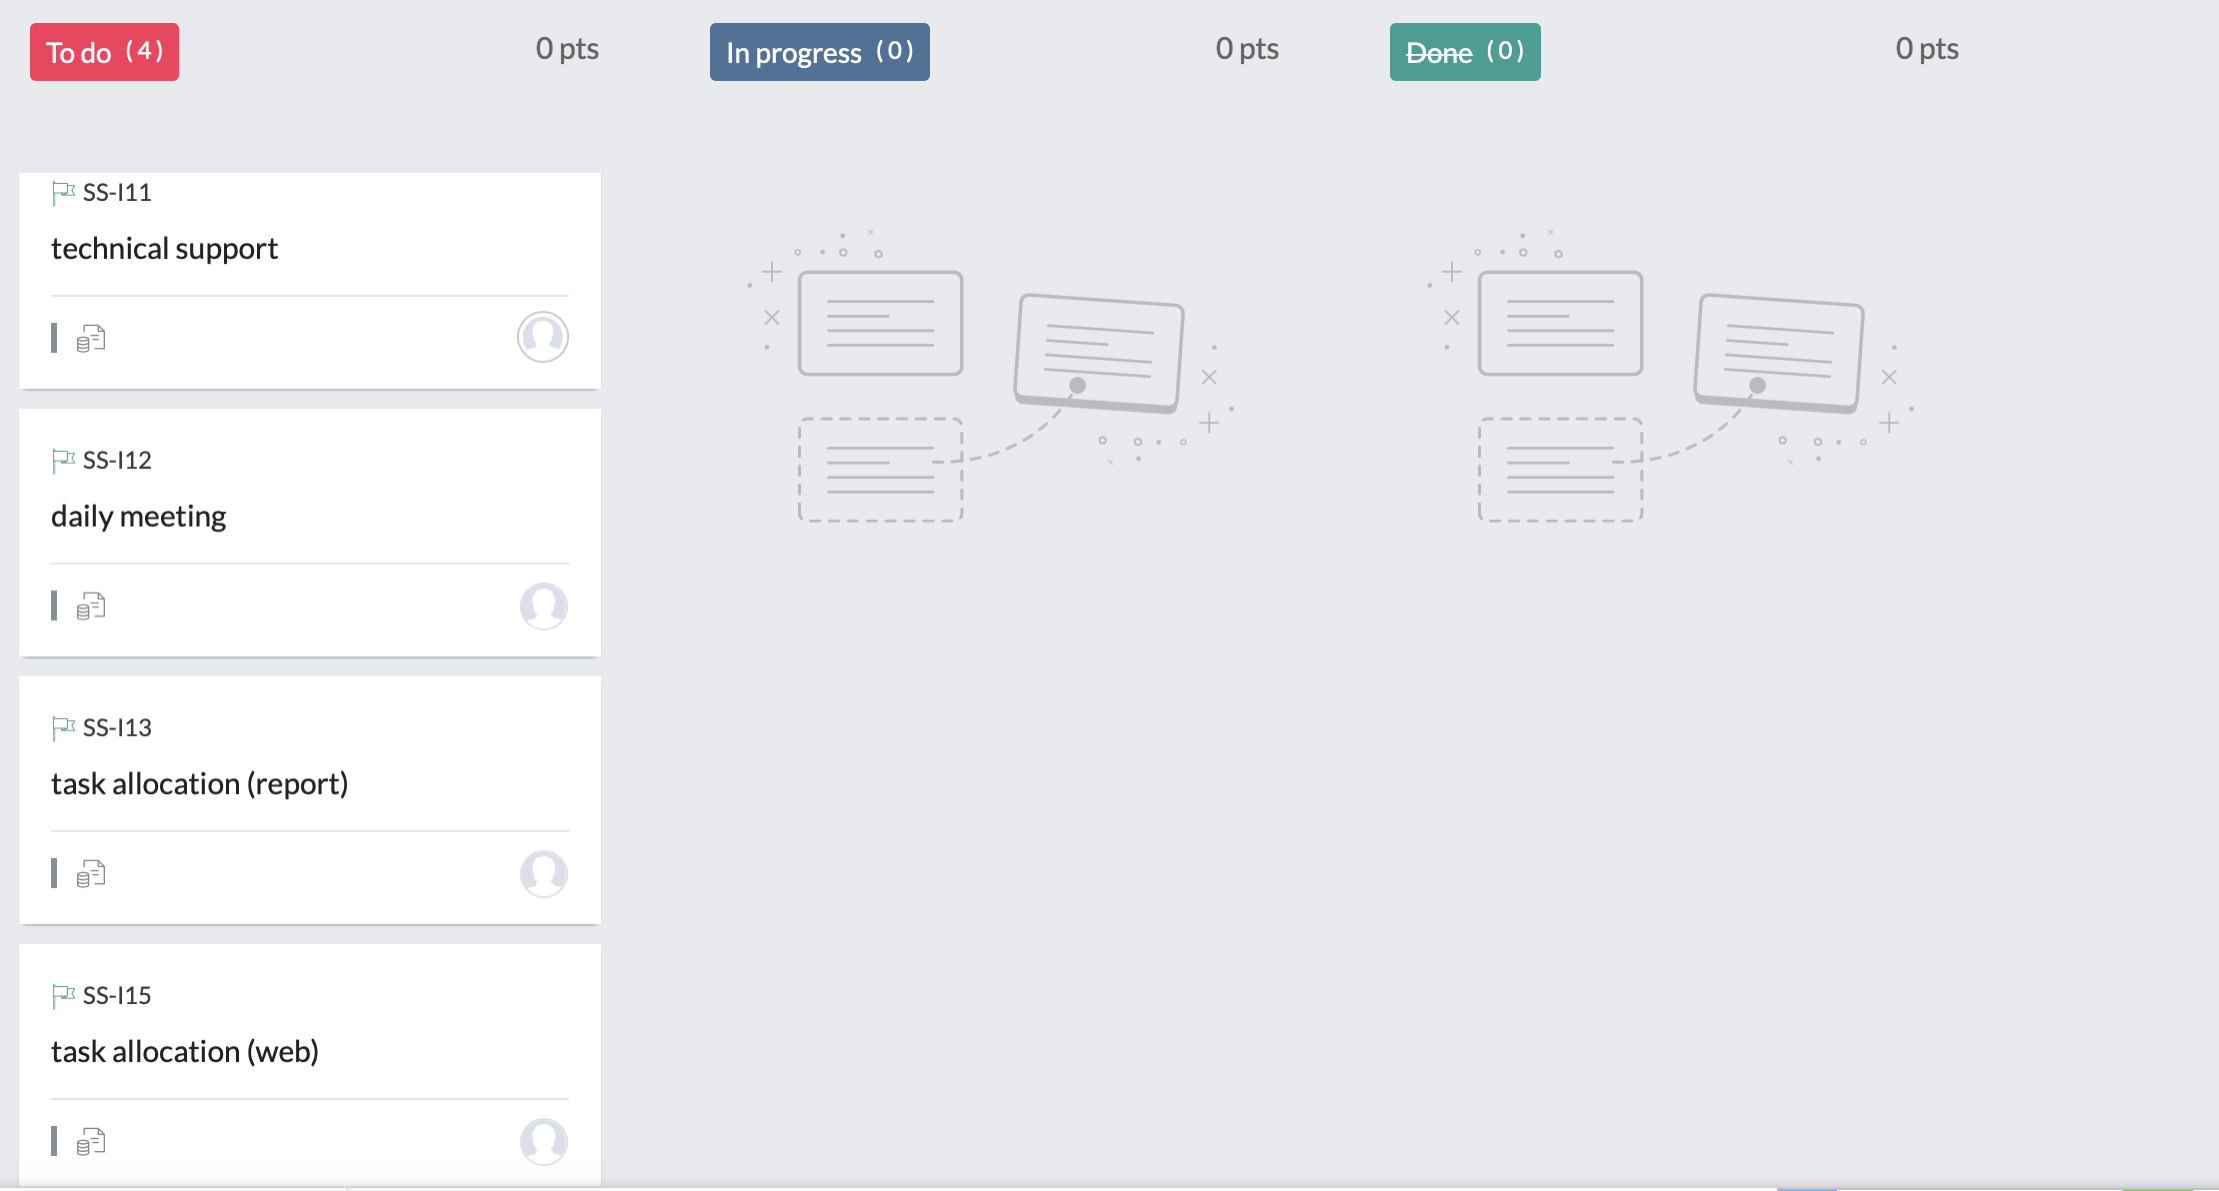 To do (4)
0 pts
In progress (0)
0 pts
Done (0)
0 pts
SS-I11
technical support
SS-I12
daily meeting
SS-I13
task allocation (report)
SS-I15
task allocation (web)